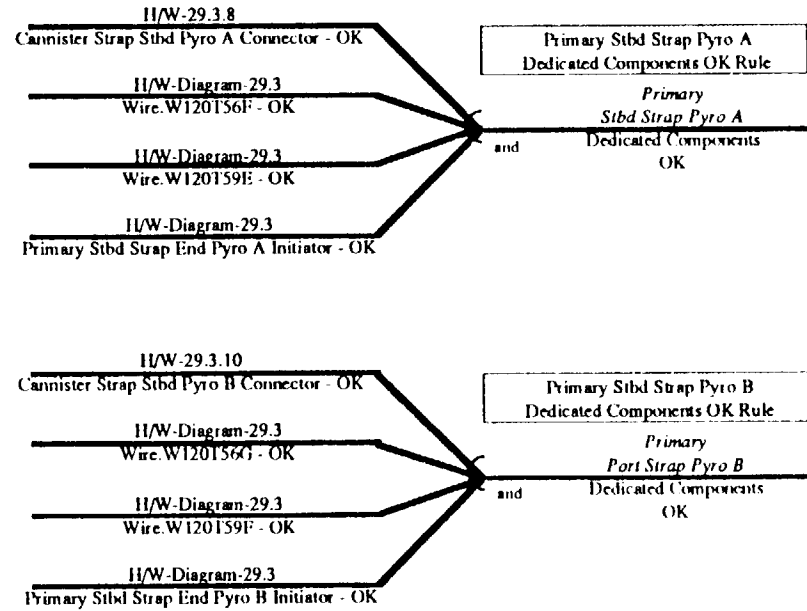 H/W-29.3.8
Cannister Strap Stbd Pyro A Connector - OK
H/W-Diagram-29.3
Wire.W120T56F - OK
H/W-Diagram-29.3
Wire.W120T59E - OK
H/W-Diagram-29.3
Primary Stbd Strap End Pyro A Initiator - OK
and
Primary Stbd Strap Pyro A
Dedicated Components OK Rule
Primary
Stbd Strap Pyro A
Dedicated Components
OK
H/W-29.3.10
Cannister Strap Stbd Pyro B Connector - OK
H/W-Diagram-29.3
Wire.W120T56G - OK
H/W-Diagram-29.3
Wire.W120T59F - OK
H/W-Diagram-29.3
Primary Stbd Strap End Pyro B Initiator - OK
and
Primary Stbd Strap Pyro B
Dedicated Components OK Rule
Primary
Port Strap Pyro B
Dedicated Components
OK